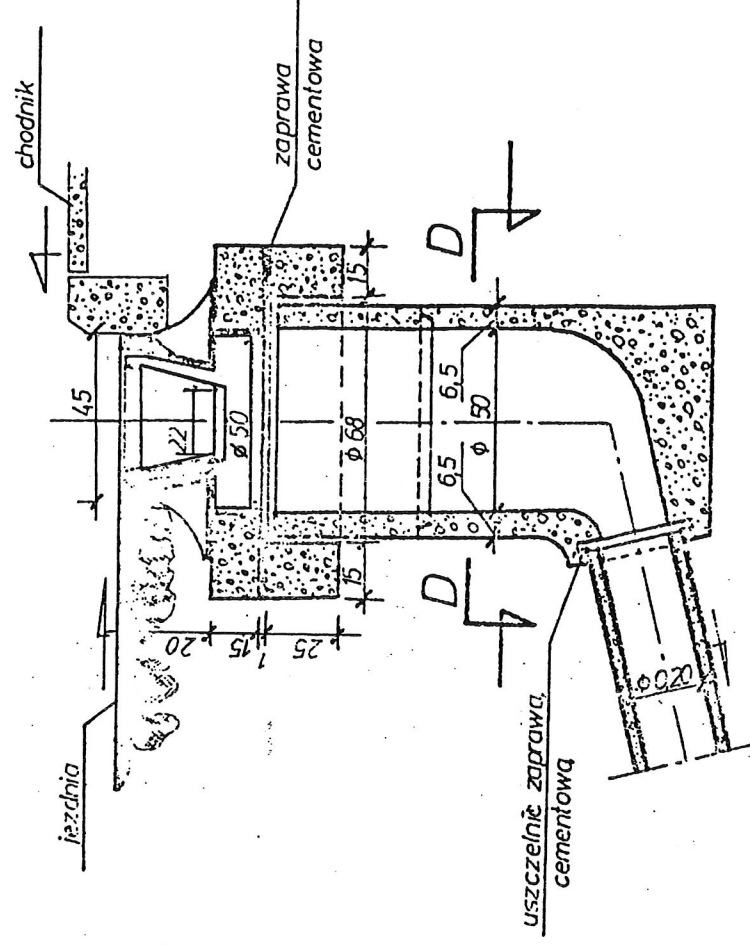 chodnik
zaprawa
cementowa
45
22
ø 50
D
15
ø 68
6,5
6,5
ø 50
15
D
20
15
1
25
jezdnia
ø 0,20
uszczelnić zaprawą
cementową